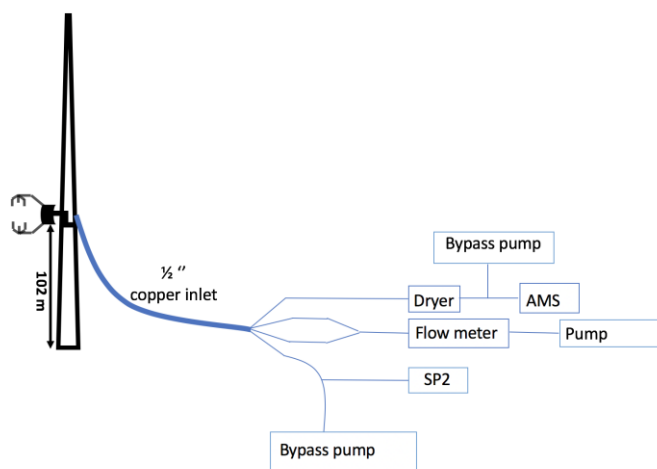 102 m
½ ″
copper inlet
Bypass pump
Dryer
AMS
Flow meter
Pump
SP2
Bypass pump